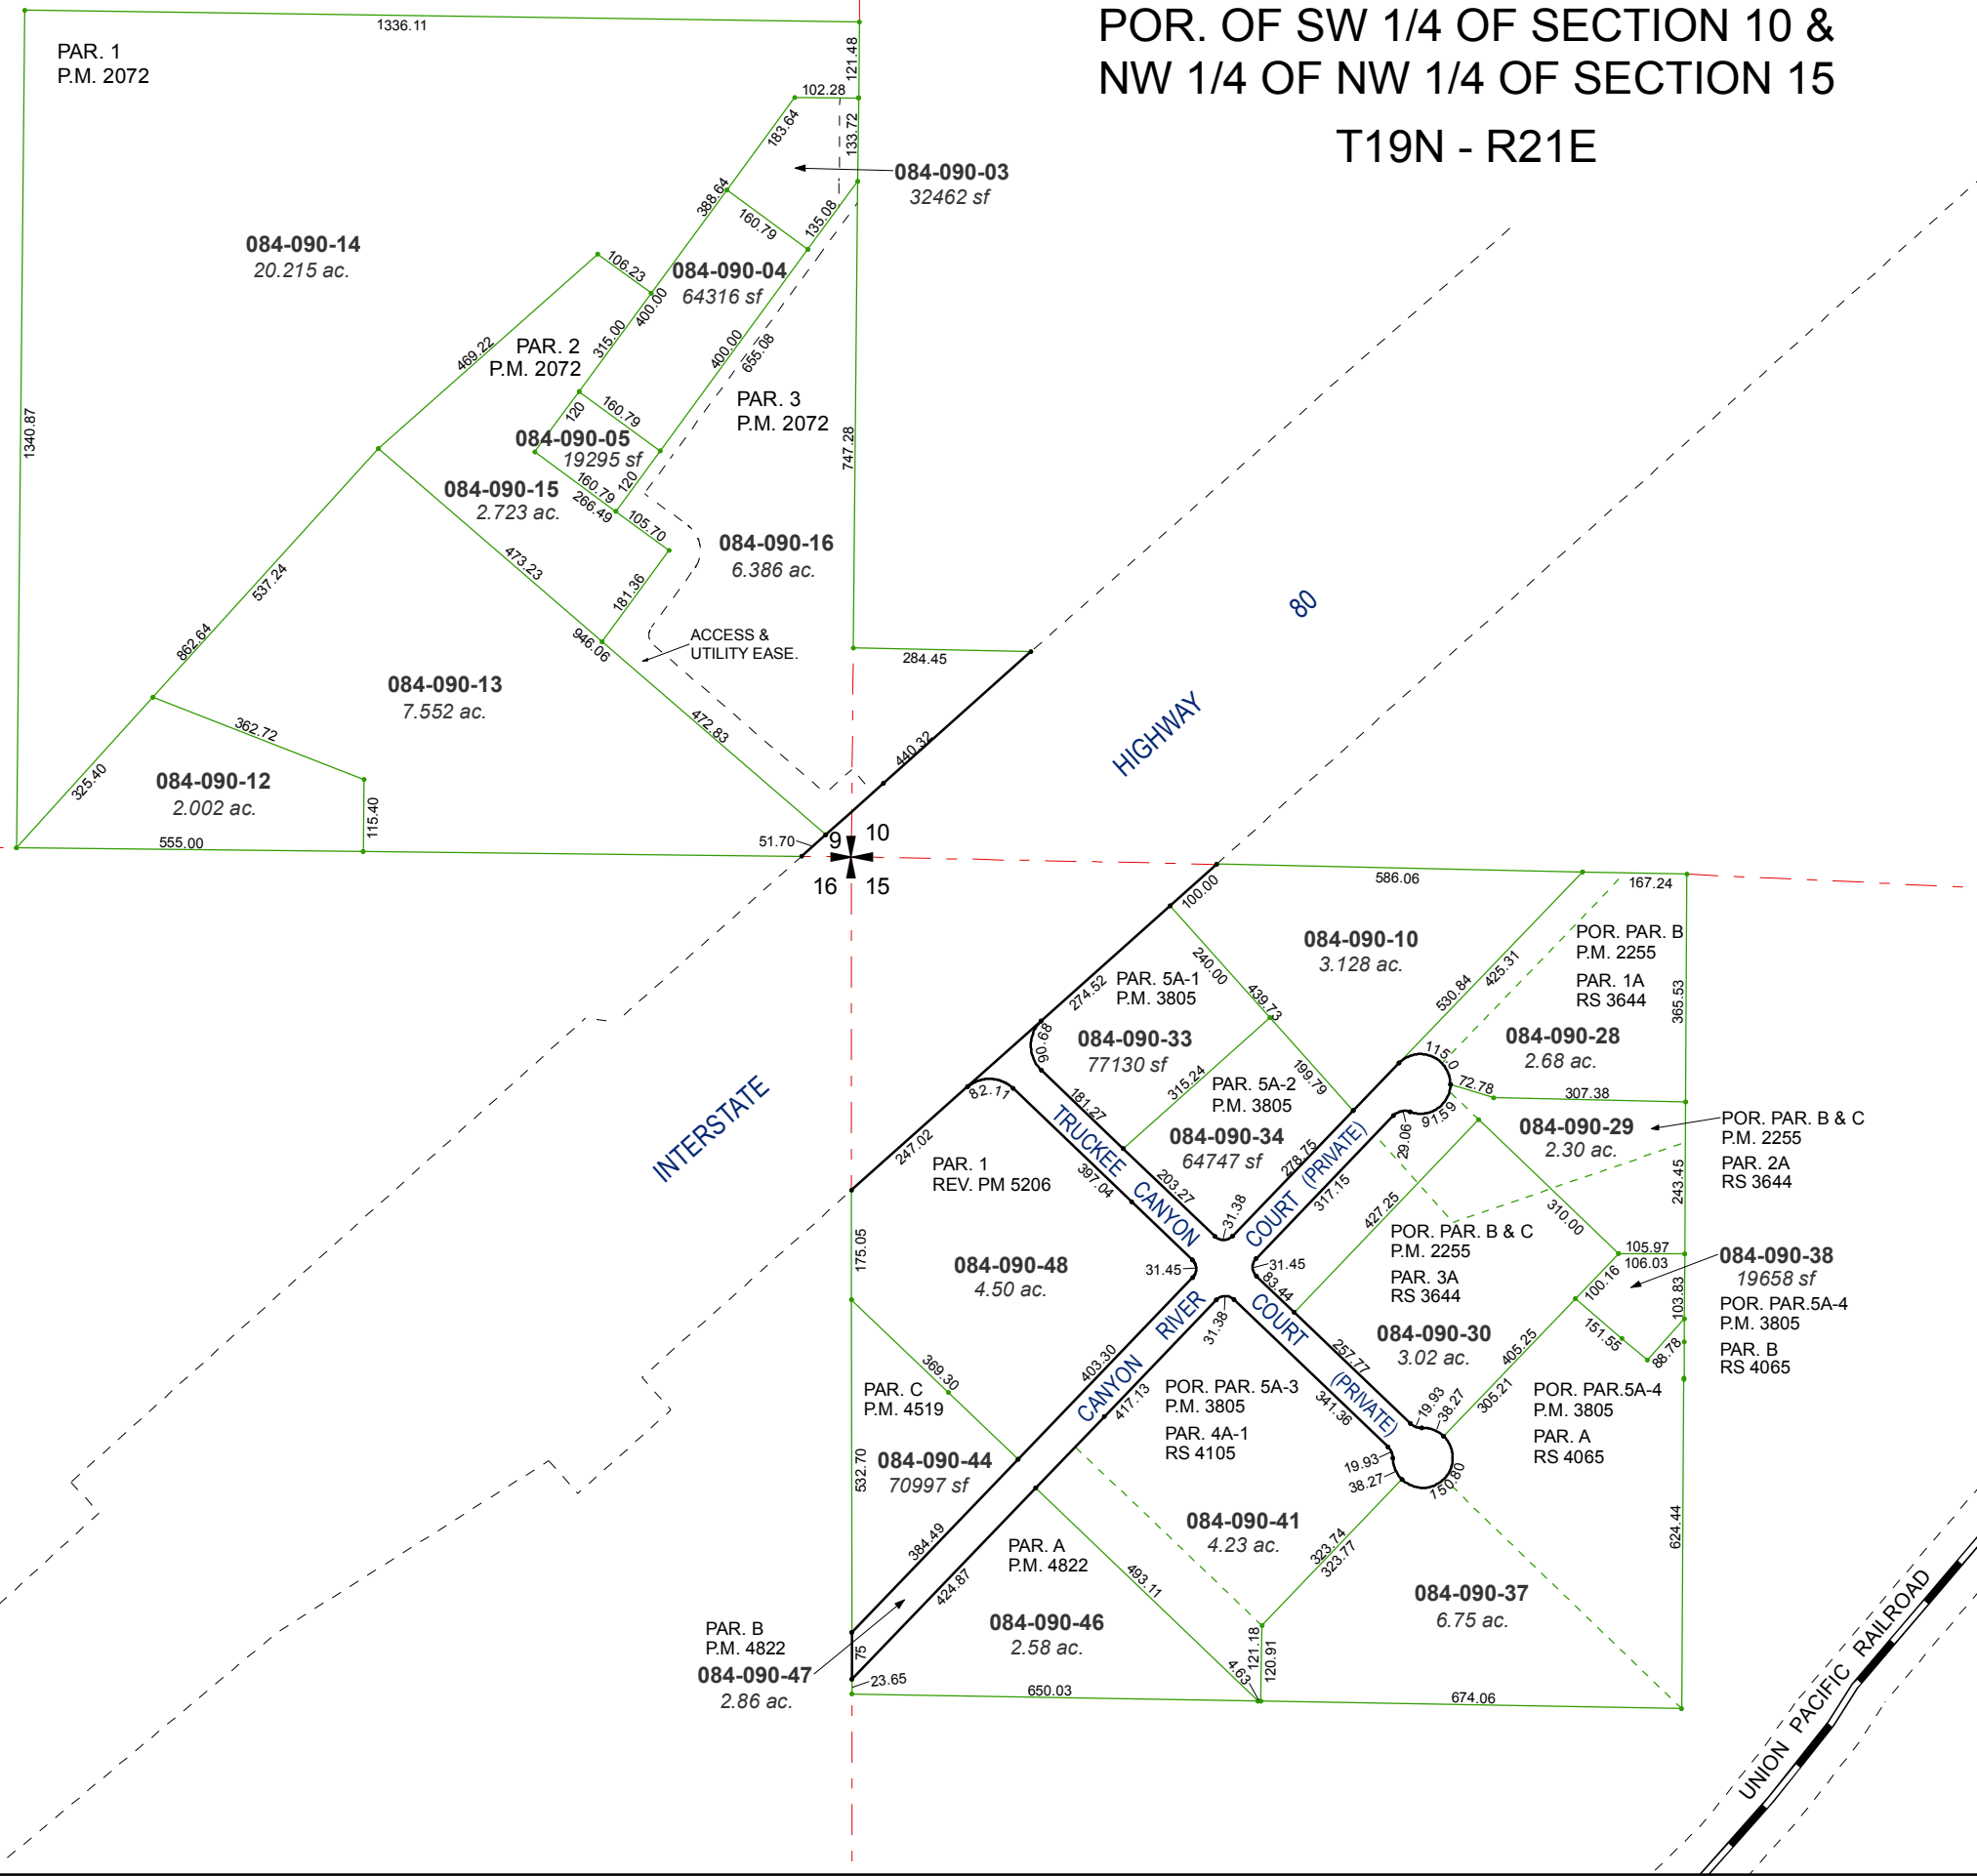 POR. OF SW 1/4 OF SECTION 10 &
NW 1/4 OF NW 1/4 OF SECTION 15
T19N - R21E
1336.11
PAR. 1
P.M. 2072
121.48
102.28
183.64
133.72
084-090-03
32462 sf
388.64
160.79
135.08
084-090-14
20.215 ac.
106.23
084-090-04
64316 sf
400.00
315.00
469.22
PAR. 2
P.M. 2072
400.00
655.08
PAR. 3
P.M. 2072
1340.87
747.28
120
160.79
084-090-05
19295 sf
120
160.79
266.49
084-090-15
2.723 ac.
105.70
084-090-16
6.386 ac.
473.23
181.36
537.24
862.64
946.06
ACCESS &
UTILITY EASE.
284.45
084-090-13
7.552 ac.
472.83
440.32
362.72
325.40
084-090-12
2.002 ac.
115.40
555.00
51.70
9
10
16
15
HIGHWAY
80
INTERSTATE
586.06
167.24
100.00
084-090-10
3.128 ac.
POR. PAR. B
P.M. 2255
PAR. 1A
RS 3644
240.00
439.73
PAR. 5A-1
P.M. 3805
274.52
530.84
425.31
365.53
90.68
084-090-33
77130 sf
084-090-28
2.68 ac.
115.0
72.78
307.38
315.24
199.79
PAR. 5A-2
P.M. 3805
82.11
181.27
084-090-34
64747 sf
278.75
29.06
91.59
084-090-29
2.30 ac.
POR. PAR. B & C
P.M. 2255
PAR. 2A
RS 3644
247.02
TRUCKEE CANYON COURT (PRIVATE)
397.04
203.27
31.38
COURT (PRIVATE)
317.15
PAR. 1
REV. PM 5206
243.45
427.25
310.00
POR. PAR. B & C
P.M. 2255
PAR. 3A
RS 3644
105.97
106.03
175.05
084-090-48
4.50 ac.
31.45
31.45
83.44
100.16
084-090-38
19658 sf
POR. PAR.5A-4
P.M. 3805
PAR. B
RS 4065
103.83
CANYON RIVER
31.38
084-090-30
3.02 ac.
257.77
151.55
88.78
405.25
369.30
403.30
417.13
PAR. C
P.M. 4519
POR. PAR. 5A-3
P.M. 3805
PAR. 4A-1
RS 4105
341.36
19.93
38.27
305.21
POR. PAR.5A-4
P.M. 3805
PAR. A
RS 4065
19.93
38.27
150.80
532.70
084-090-44
70997 sf
084-090-41
4.23 ac.
384.49
424.87
PAR. A
P.M. 4822
493.11
323.74
323.77
624.44
084-090-37
6.75 ac.
PAR. B
P.M. 4822
084-090-47
2.86 ac.
75
23.65
084-090-46
2.58 ac.
650.03
4.63
121.18
120.91
674.06
UNION PACIFIC RAILROAD